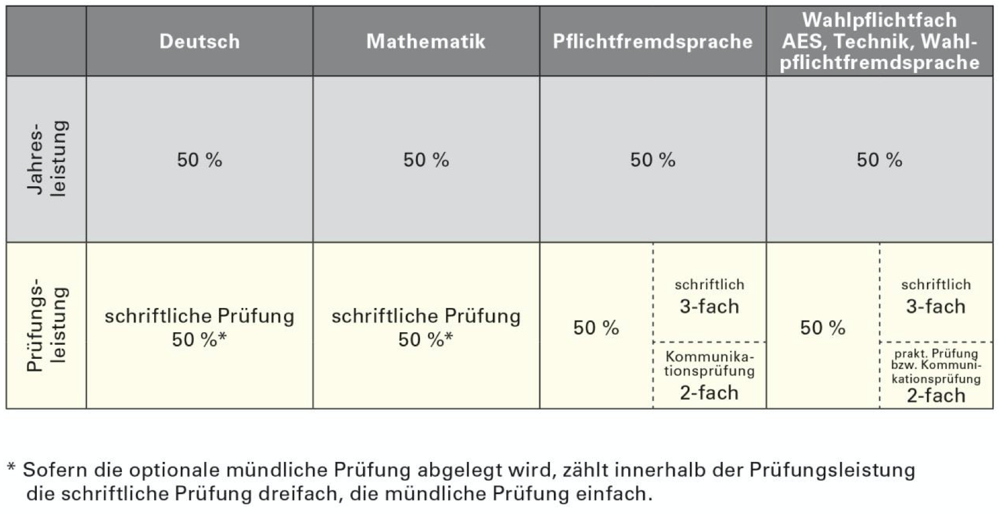 Deutsch
Mathematik
Pflichtfremdsprache
Wahlpflichtfach
AES, Technik, Wahl-
pflichtfremdsprache
Jahres-
leistung
50 %
50 %
50 %
50 %
Prüfungs-
leistung
schriftliche Prüfung
50 %*
schriftliche Prüfung
50 %*
50 %
schriftlich
3-fach
Kommunika-
tionsprüfung
2-fach
50 %
schriftlich
3-fach
prakt. Prüfung
bzw. Kommuni-
kationsprüfung
2-fach
* Sofern die optionale mündliche Prüfung abgelegt wird, zählt innerhalb der Prüfungsleistung
die schriftliche Prüfung dreifach, die mündliche Prüfung einfach.